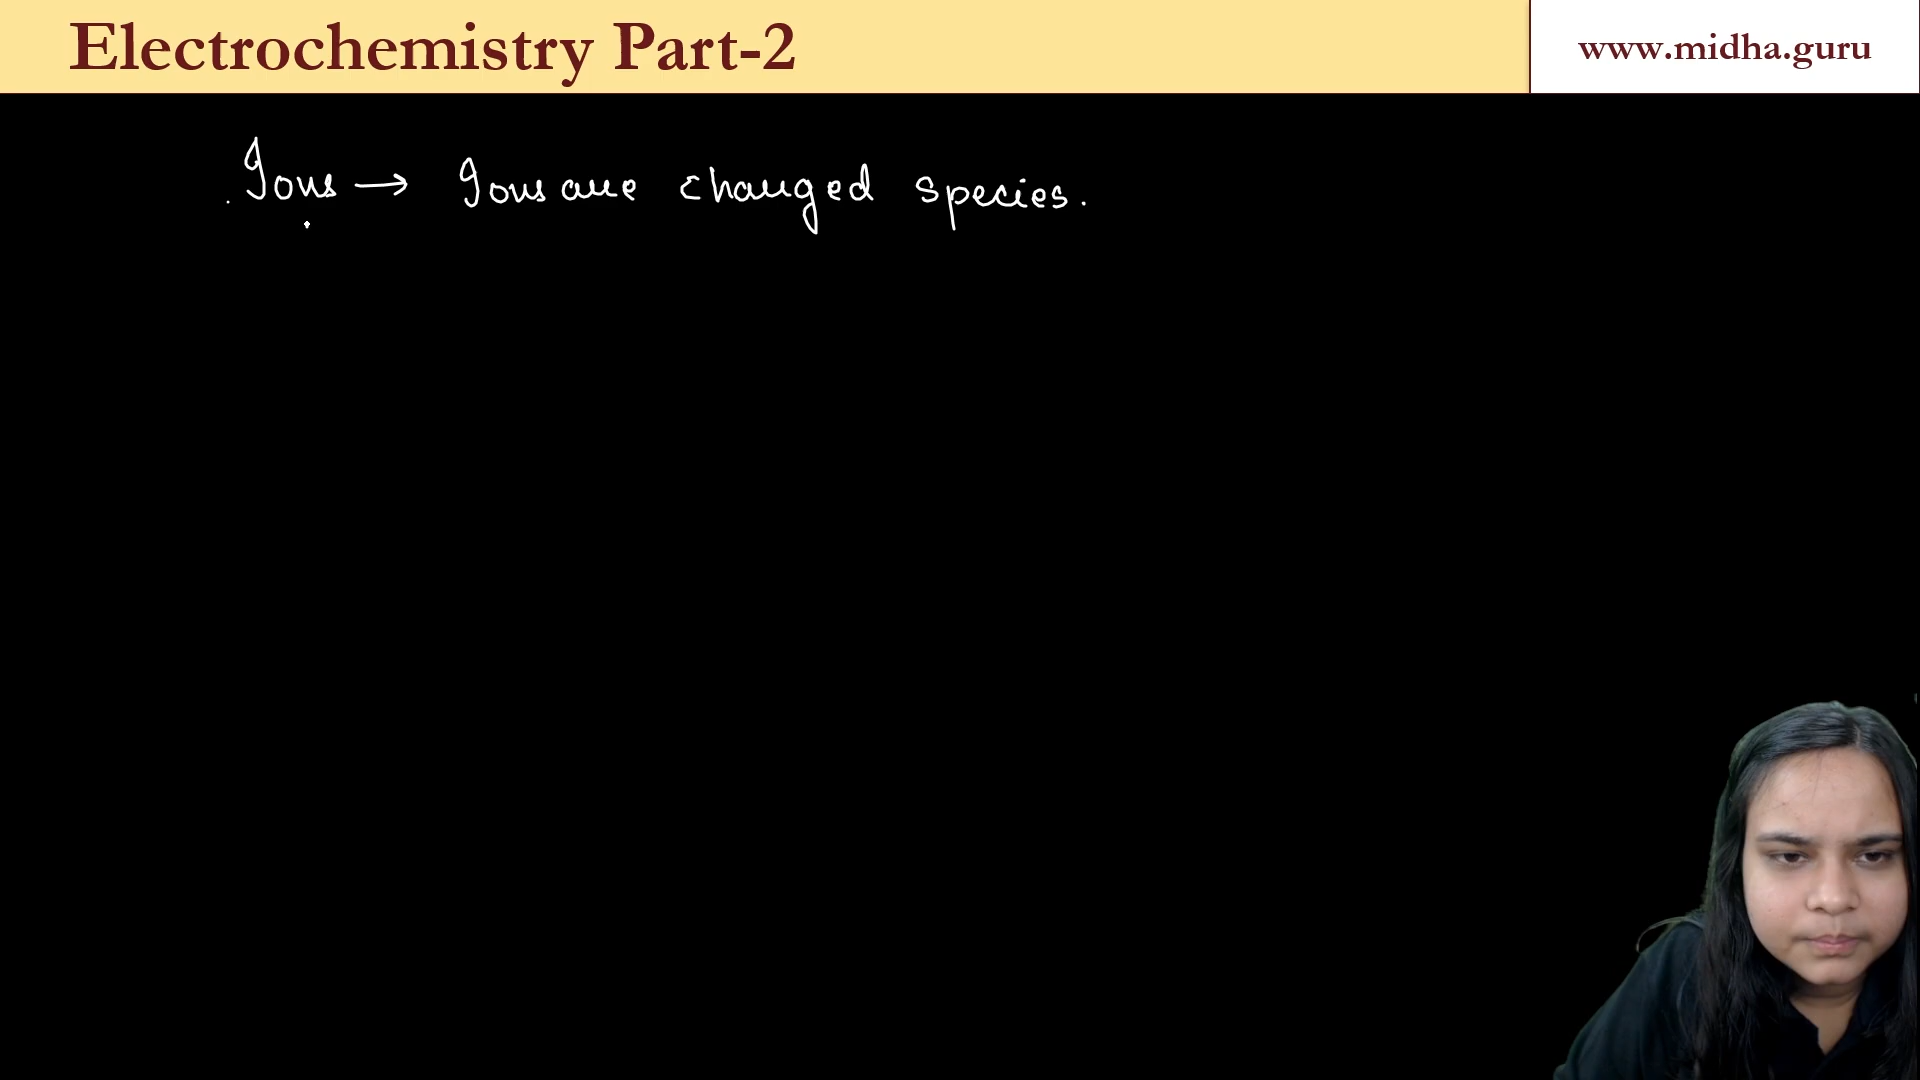 Electrochemistry Part-2
www.midha.guru
Ions → Ions are charged species.